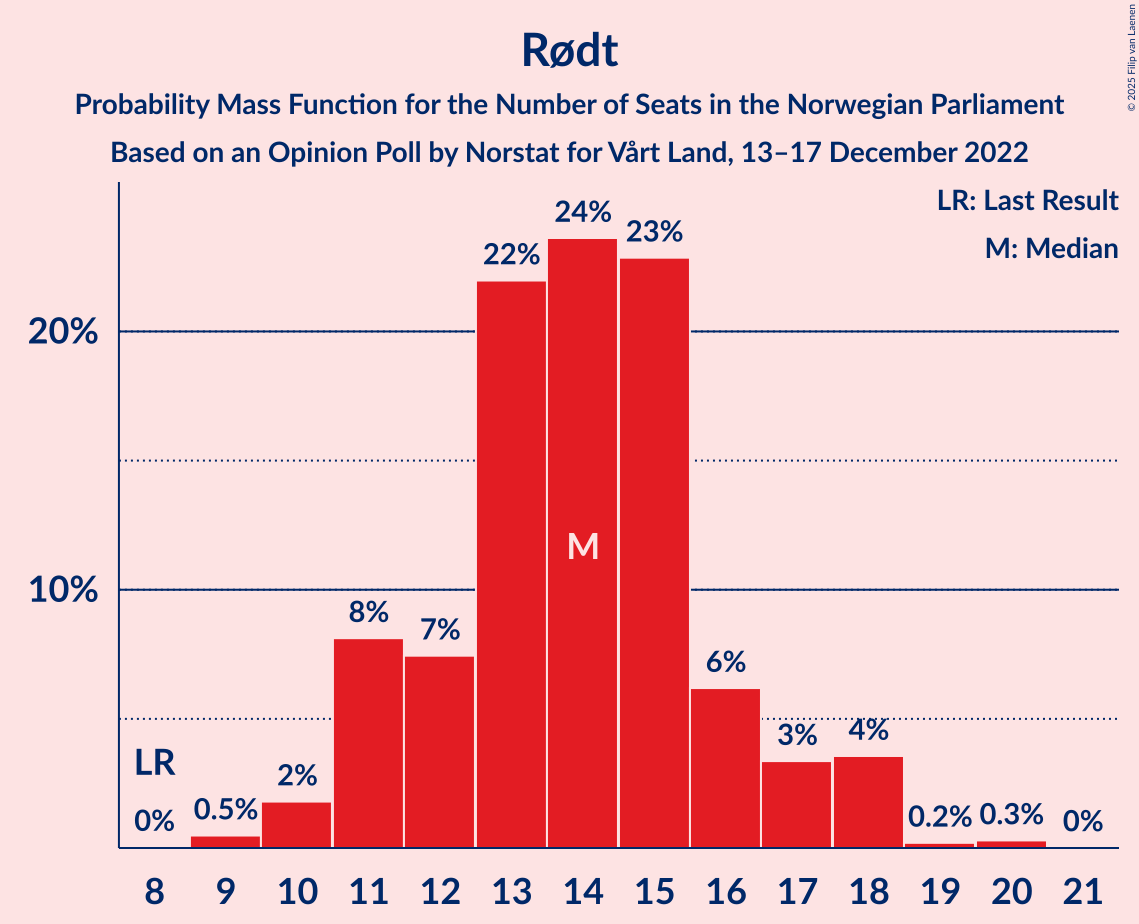 © 2025 Filip van Laenen
Rødt
Probability Mass Function for the Number of Seats in the Norwegian Parliament
Based on an Opinion Poll by Norstat for Vårt Land, 13–17 December 2022
LR: Last Result
M: Median
20%
10%
0% 0.5% 2% 8% 7% 22% 24% 23% 6% 3% 4% 0.2% 0.3% 0%
LR
M
8 9 10 11 12 13 14 15 16 17 18 19 20 21